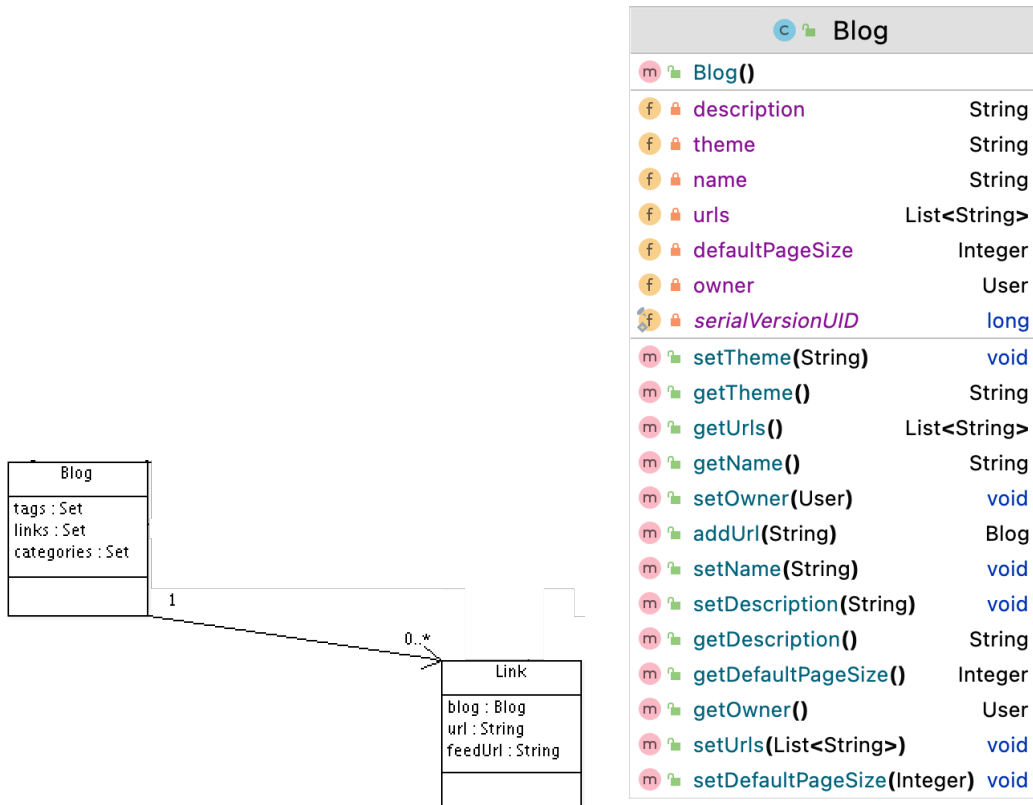 Blog
tags : Set
links : Set
categories : Set
1
0..*
Link
blog : Blog
url : String
feedUrl : String
C Blog
m Blog()
f description String
f theme String
f name String
f urls List<String>
f defaultPageSize Integer
f owner User
f serialVersionUID long
m setTheme(String) void
m getTheme() String
m getUrls() List<String>
m getName() String
m setOwner(User) void
m addUrl(String) Blog
m setName(String) void
m setDescription(String) void
m getDescription() String
m getDefaultPageSize() Integer
m getOwner() User
m setUrls(List<String>) void
m setDefaultPageSize(Integer) void